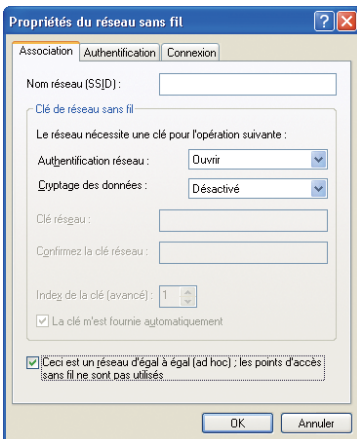 Propriétés du réseau sans fil
Association Authentification Connexion
Nom réseau (SSID) :
Clé de réseau sans fil
Le réseau nécessite une clé pour l'opération suivante :
Authentification réseau : Ouvrir
Cryptage des données : Désactivé
Clé réseau :
Confirmez la clé réseau :
Index de la clé (avancé) : 1
La clé m'est fournie automatiquement
Ceci est un réseau d'égal à égal (ad hoc) ; les points d'accès
sans fil ne sont pas utilisés
OK Annuler